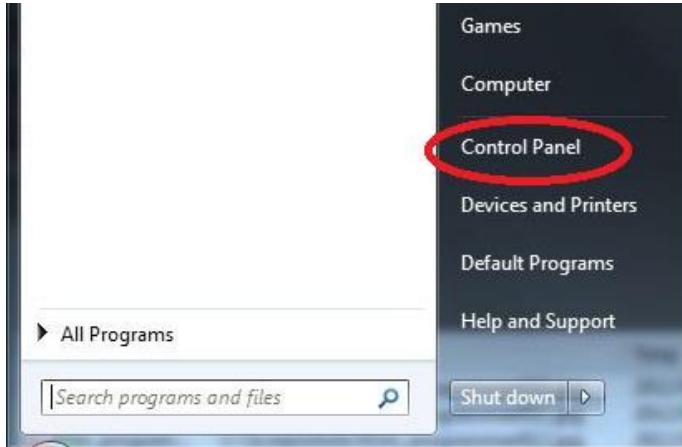 Games
Computer
Control Panel
Devices and Printers
Default Programs
Help and Support
All Programs
Search programs and files
Shut down